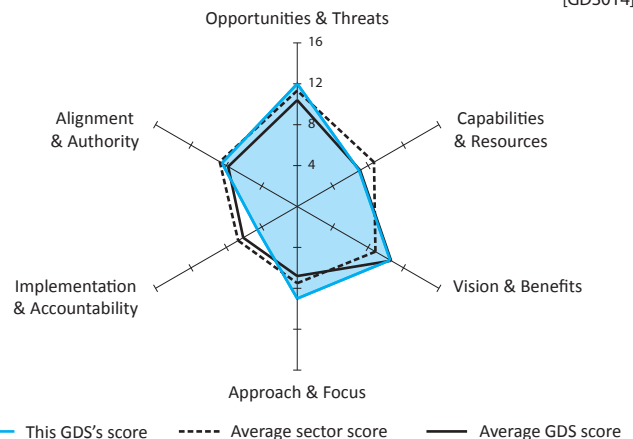 [GDS014]
Opportunities & Threats
16
12
8
4
Alignment
& Authority
Capabilities
& Resources
Implementation
& Accountability
Vision & Benefits
Approach & Focus
This GDS's score
Average sector score
Average GDS score